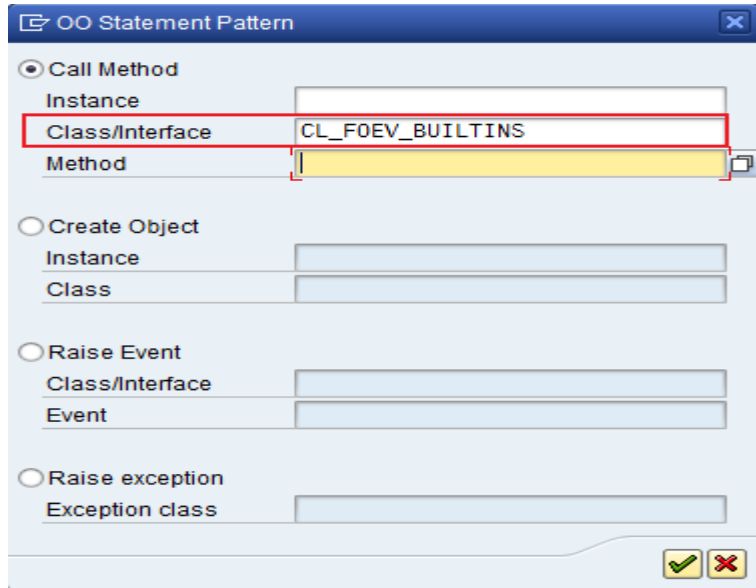 OO Statement Pattern
Call Method
Instance
Class/Interface CL_FOEV_BUILTINS
Method
Create Object
Instance
Class
Raise Event
Class/Interface
Event
Raise exception
Exception class